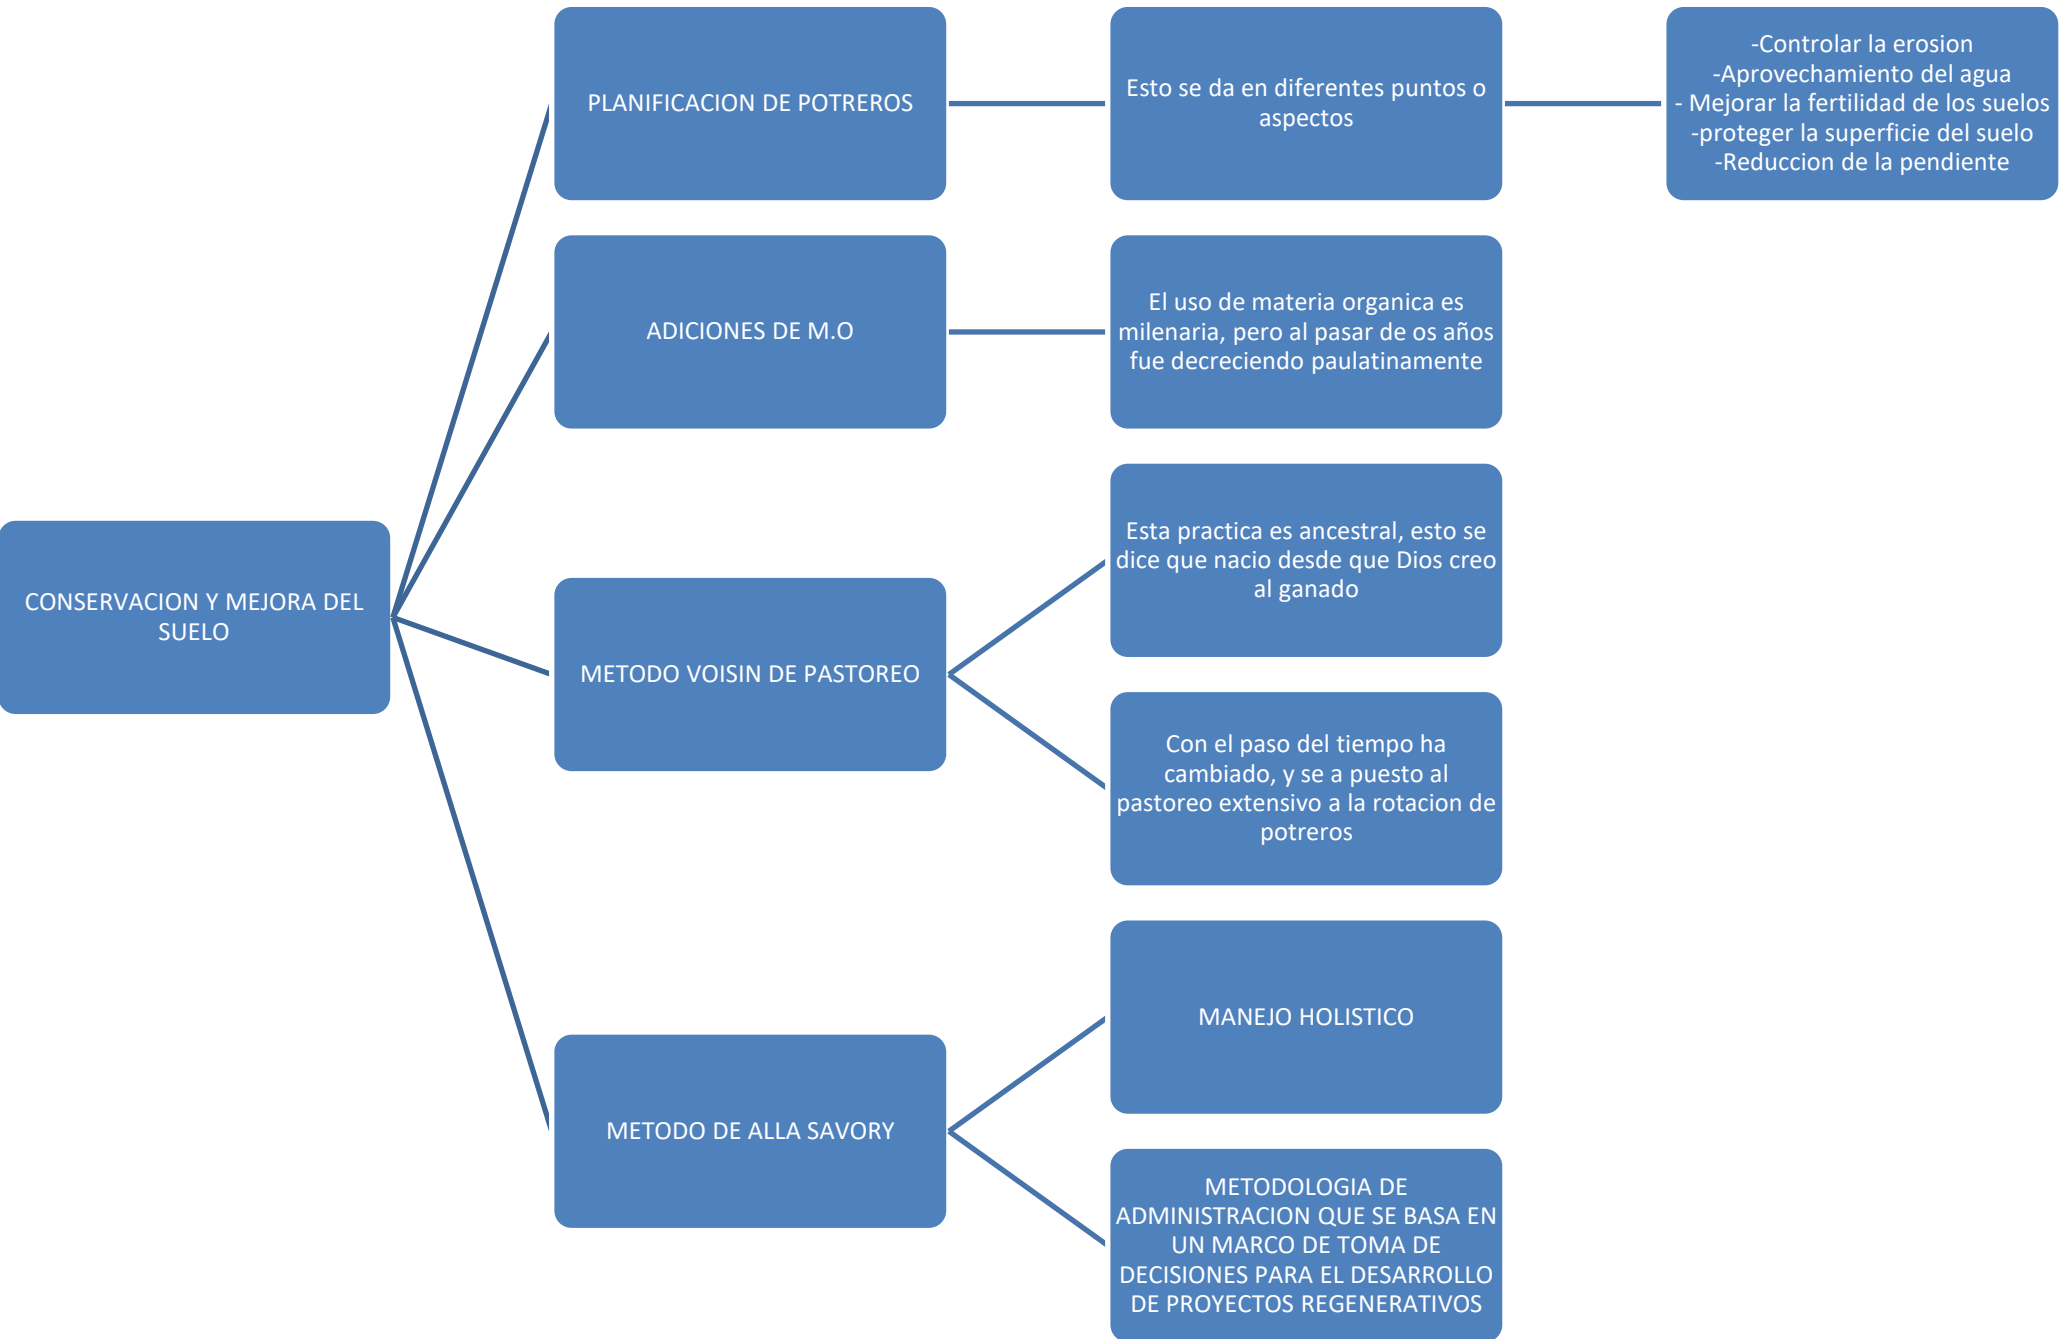 CONSERVACION Y MEJORA DEL
SUELO
PLANIFICACION DE POTREROS
Esto se da en diferentes puntos o
aspectos
-Controlar la erosion
-Aprovechamiento del agua
- Mejorar la fertilidad de los suelos
-proteger la superficie del suelo
-Reduccion de la pendiente
ADICIONES DE M.O
El uso de materia organica es
milenaria, pero al pasar de os años
fue decreciendo paulatinamente
METODO VOISIN DE PASTOREO
Esta practica es ancestral, esto se
dice que nacio desde que Dios creo
al ganado
Con el paso del tiempo ha
cambiado, y se a puesto al
pastoreo extensivo a la rotacion de
potreros
METODO DE ALLA SAVORY
MANEJO HOLISTICO
METODOLOGIA DE
ADMINISTRACION QUE SE BASA EN
UN MARCO DE TOMA DE
DECISIONES PARA EL DESARROLLO
DE PROYECTOS REGENERATIVOS